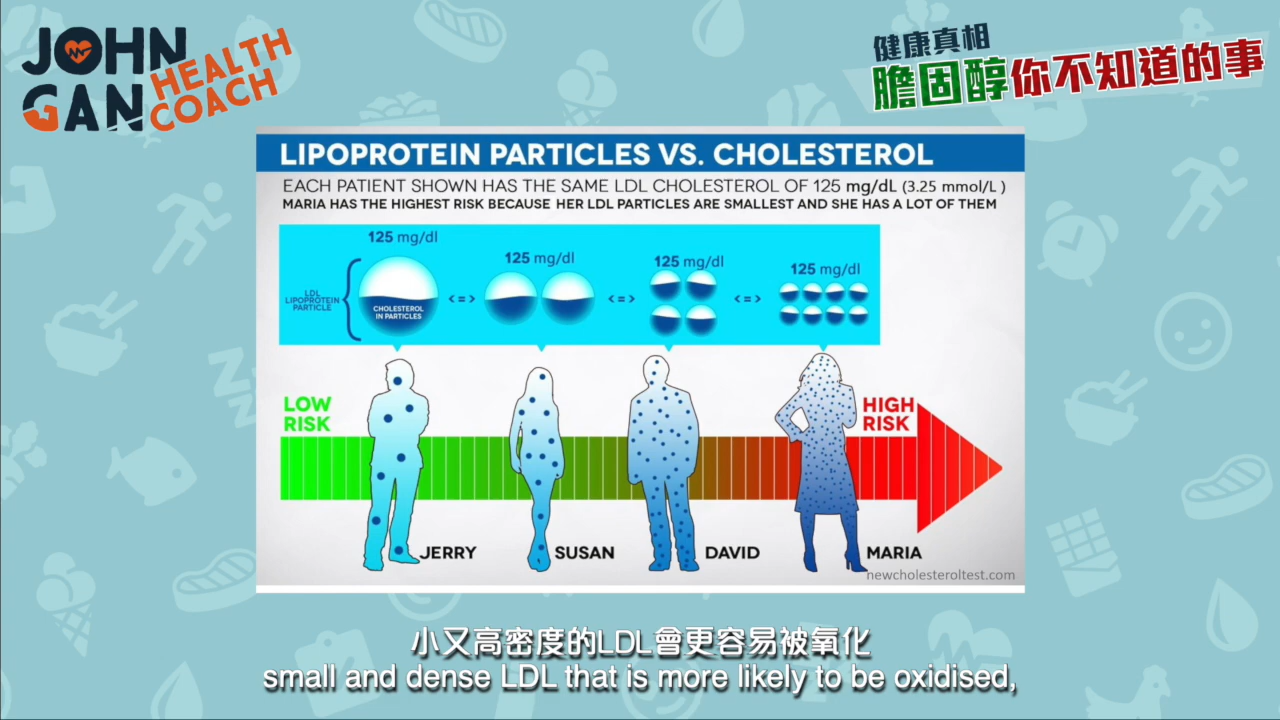 JOHN
GAN
HEALTH
COACH
健康真相
膽固醇你不知道的事
LIPOPROTEIN PARTICLES VS. CHOLESTEROL
EACH PATIENT SHOWN HAS THE SAME LDL CHOLESTEROL OF 125 mg/dL (3.25 mmol/L )
MARIA HAS THE HIGHEST RISK BECAUSE HER LDL PARTICLES ARE SMALLEST AND SHE HAS A LOT OF THEM
125 mg/dl
125 mg/dl
125 mg/dl
125 mg/dl
LDL
LIPOPROTEIN
PARTICLE
CHOLESTEROL
IN PARTICLES
<=>
<=>
<=>
LOW
RISK
HIGH
RISK
JERRY
SUSAN
DAVID
MARIA
newcholesteroltest.com
小又高密度的LDL會更容易被氧化
small and dense LDL that is more likely to be oxidised,